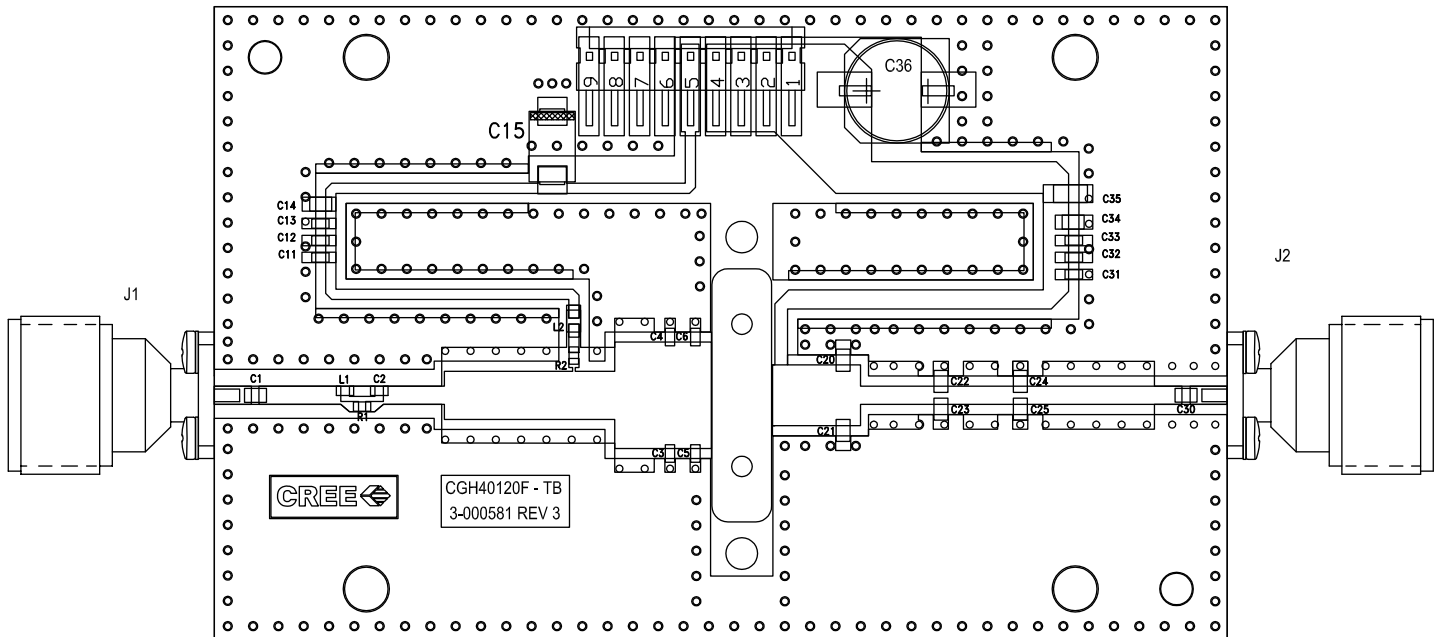 9 8 7 6 5 4 3 2 1
C36
C15
C14
C13
C12
C11
C35
C34
C33
C32
C31
J1
J2
L2
R2
C4 C6
C20
C22 C24
C1
L1 C2
R1
C23 C25
C30
C21
C3 C5
CREE
CGH40120F - TB
3-000581 REV 3